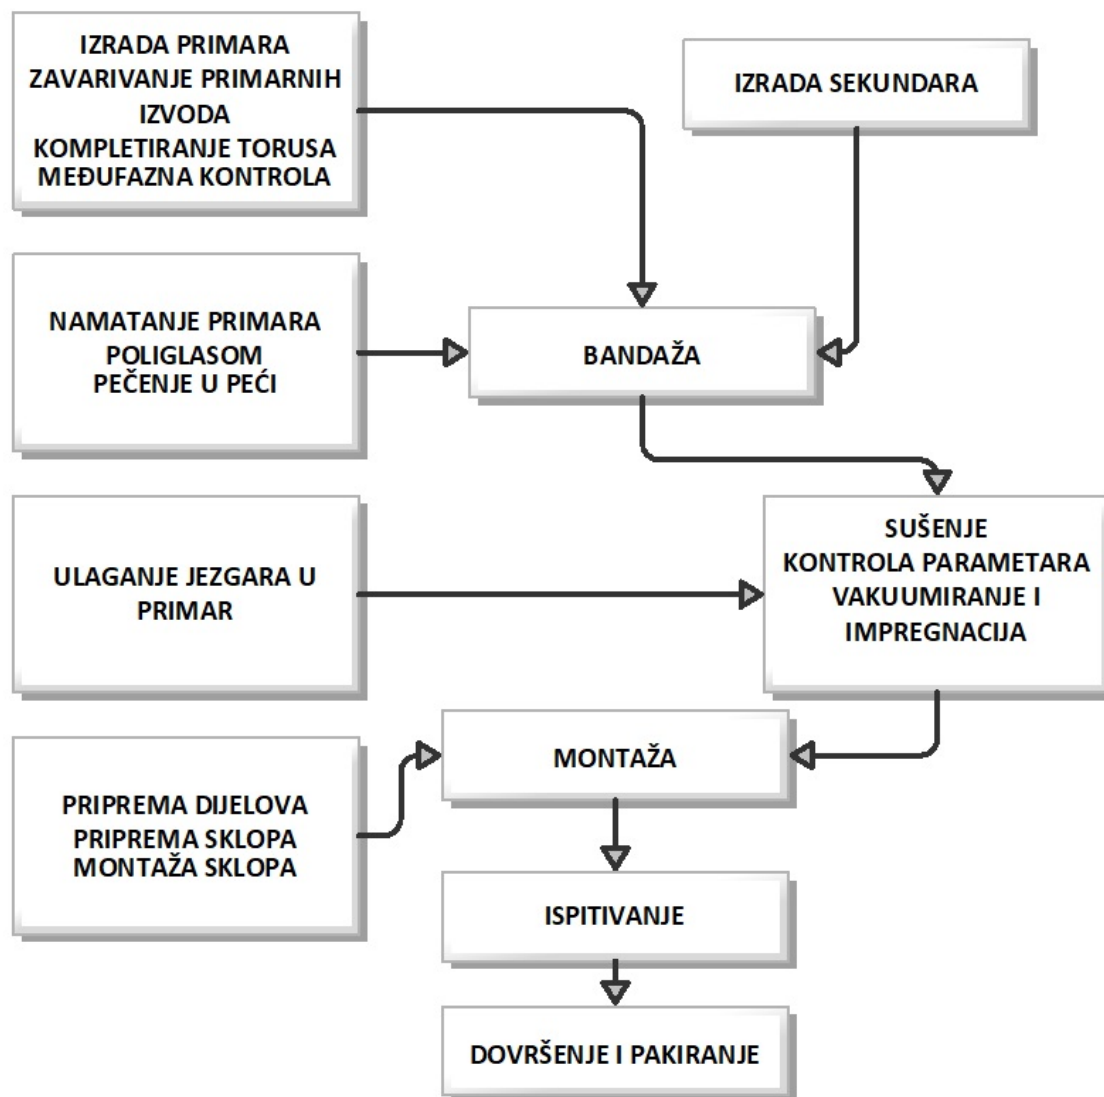 IZRADA PRIMARA
ZAVARIVANJE PRIMARNIH
IZVODA
KOMPLETIRANJE TORUSA
MEĐUFAZNA KONTROLA
IZRADA SEKUNDARA
NAMATANJE PRIMARA
POLIGLASOM
PEČENJE U PEĆI
BANDAŽA
ULAGANJE JEZGARA U
PRIMAR
SUŠENJE
KONTROLA PARAMETARA
VAKUUMIRANJE I
IMPREGNACIJA
MONTAŽA
PRIPREMA DIJELOVA
PRIPREMA SKLOPA
MONTAŽA SKLOPA
ISPITIVANJE
DOVRŠENJE I PAKIRANJE